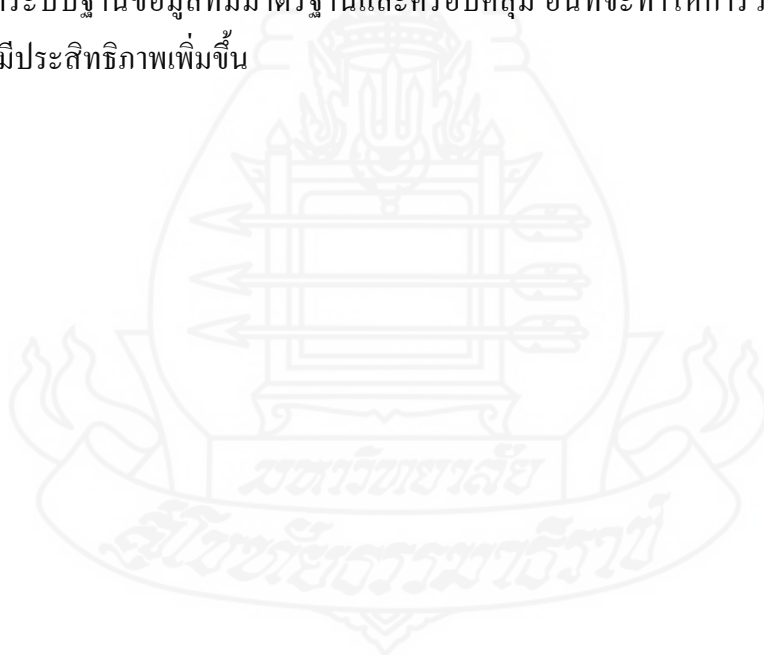 ระบบฐานข้อมูลที่มีมาตรฐานและครอบคลุม อันที่จะทำให้การ
มีประสิทธิภาพเพิ่มขึ้น
มหาวิทยาลัย
สุโขทัยธรรมาธิราช